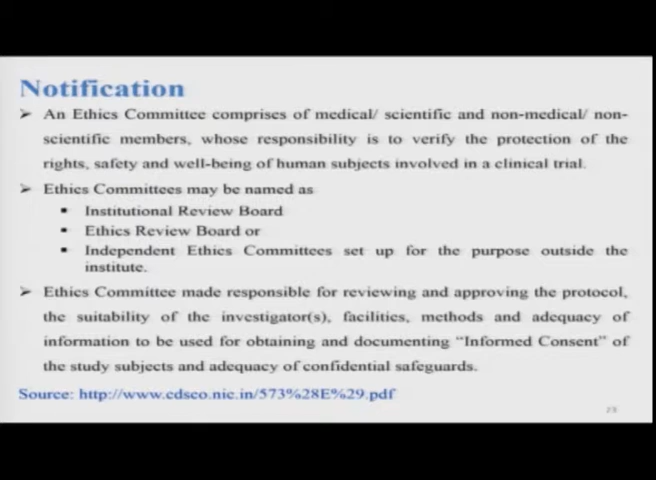 Notification
➢ An Ethics Committee comprises of medical/ scientific and non-medical/ non-
scientific members, whose responsibility is to verify the protection of the
rights, safety and well-being of human subjects involved in a clinical trial.
➢ Ethics Committees may be named as
▪ Institutional Review Board
▪ Ethics Review Board or
▪ Independent Ethics Committees set up for the purpose outside the
institute.
➢ Ethics Committee made responsible for reviewing and approving the protocol,
the suitability of the investigator(s), facilities, methods and adequacy of
information to be used for obtaining and documenting “Informed Consent” of
the study subjects and adequacy of confidential safeguards.
Source: http://www.cdsco.nic.in/573%28E%29.pdf